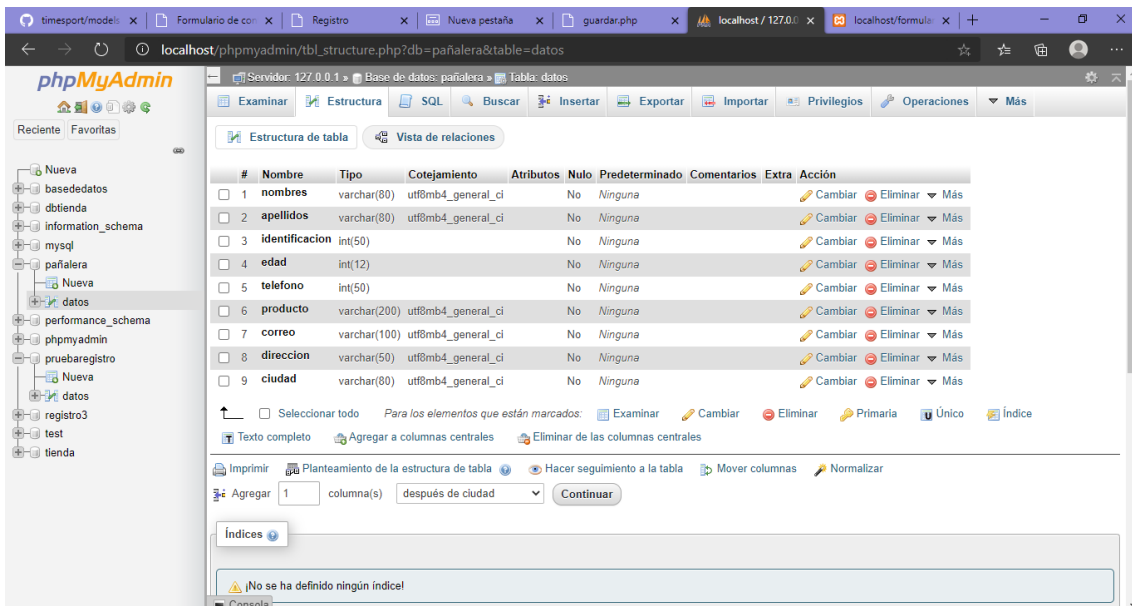 timesport/models
Formulario de con
Registro
Nueva pestaña
guardar.php
localhost / 127.0.0
localhost/formula
localhost/phpmyadmin/tbl_structure.php?db=pañalera&table=datos
phpMyAdmin
Reciente Favoritas
Nueva
basededatos
dbtienda
information_schema
mysql
pañalera
Nueva
datos
performance_schema
phpmyadmin
pruebaregistro
Nueva
datos
registro3
test
tienda
Servidor: 127.0.0.1 » Base de datos: pañalera » Tabla: datos
Examinar Estructura SQL Buscar Insertar Exportar Importar Privilegios Operaciones Más
Estructura de tabla Vista de relaciones
# Nombre Tipo Cotejamiento Atributos Nulo Predeterminado Comentarios Extra Acción
1 nombres varchar(80) utf8mb4_general_ci No Ninguna Cambiar Eliminar Más
2 apellidos varchar(80) utf8mb4_general_ci No Ninguna Cambiar Eliminar Más
3 identificacion int(50) No Ninguna Cambiar Eliminar Más
4 edad int(12) No Ninguna Cambiar Eliminar Más
5 telefono int(50) No Ninguna Cambiar Eliminar Más
6 producto varchar(200) utf8mb4_general_ci No Ninguna Cambiar Eliminar Más
7 correo varchar(100) utf8mb4_general_ci No Ninguna Cambiar Eliminar Más
8 direccion varchar(50) utf8mb4_general_ci No Ninguna Cambiar Eliminar Más
9 ciudad varchar(80) utf8mb4_general_ci No Ninguna Cambiar Eliminar Más
Seleccionar todo Para los elementos que están marcados: Examinar Cambiar Eliminar Primaria Único Índice
Texto completo Agregar a columnas centrales Eliminar de las columnas centrales
Imprimir Planteamiento de la estructura de tabla Hacer seguimiento a la tabla Mover columnas Normalizar
Agregar 1 columna(s) después de ciudad Continuar
Índices
¡No se ha definido ningún índice!
Consola